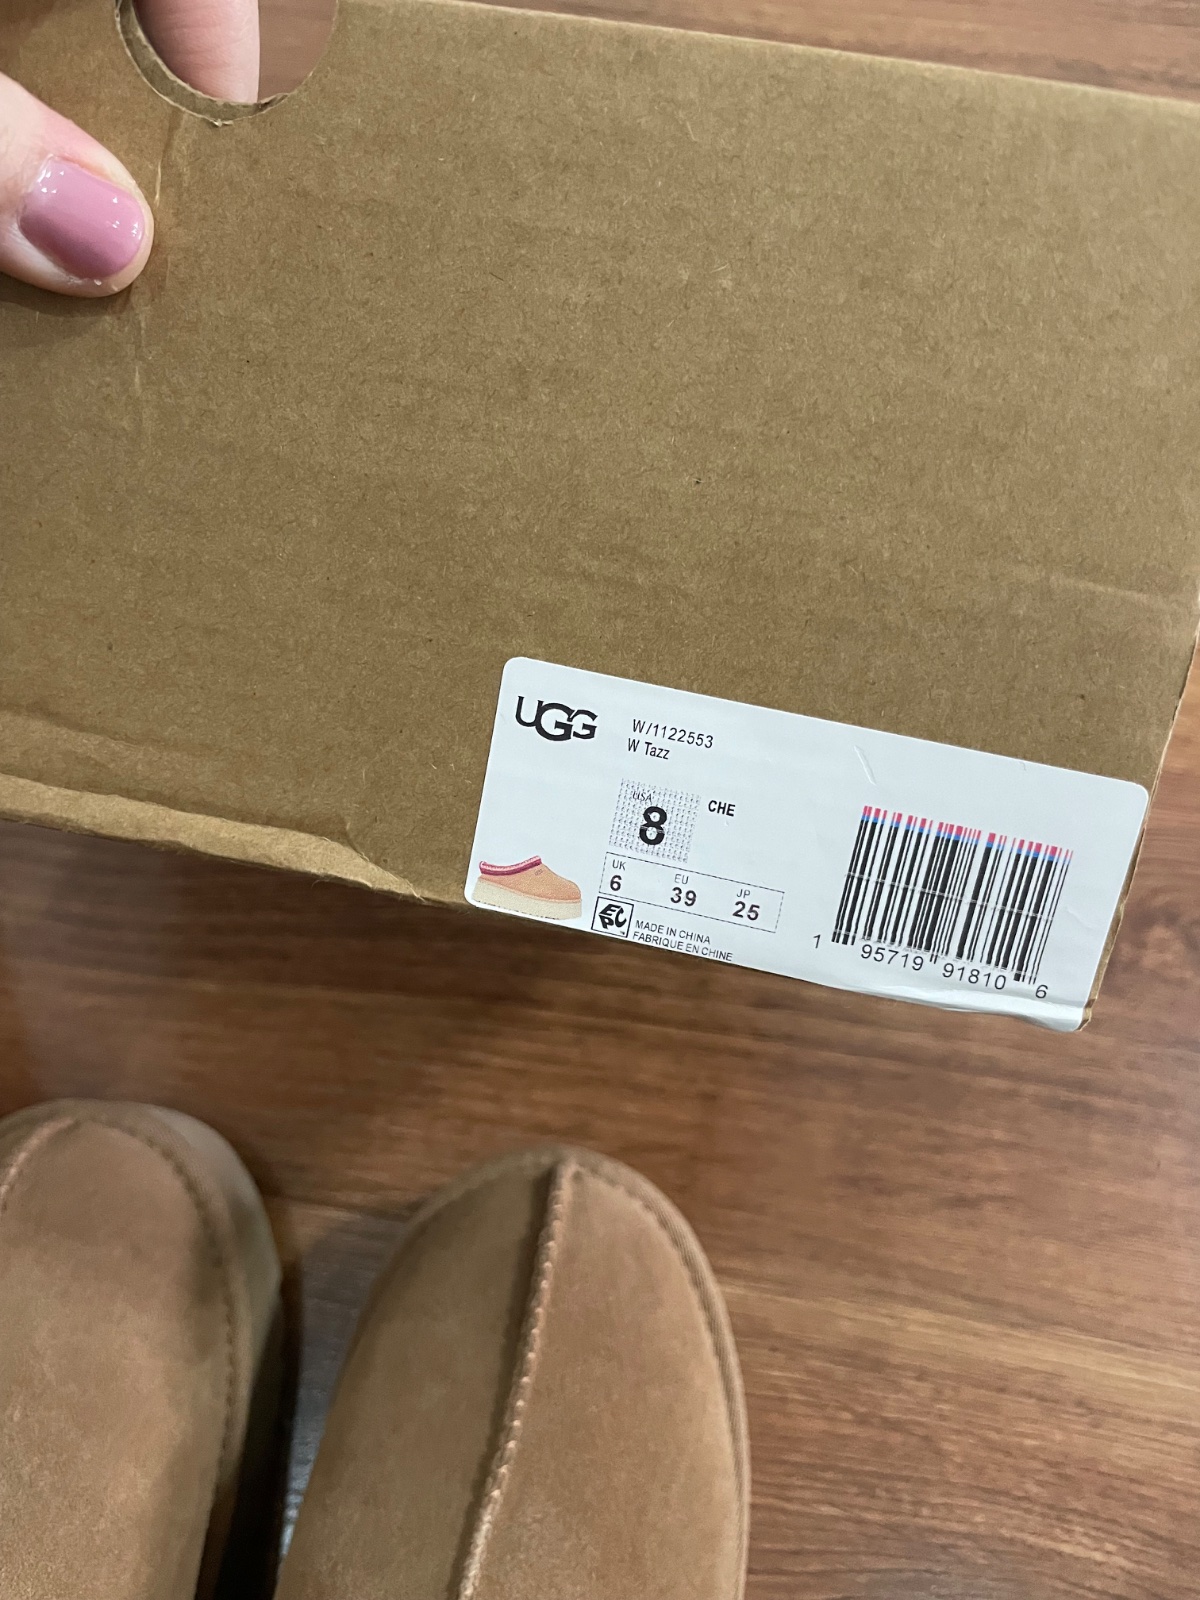 UGG
W/1122553
W Tazz
USA
8
CHE
UK
6
EU
39
JP
25
EPC
MADE IN CHINA
FABRIQUE EN CHINE
1 95719 91810 6